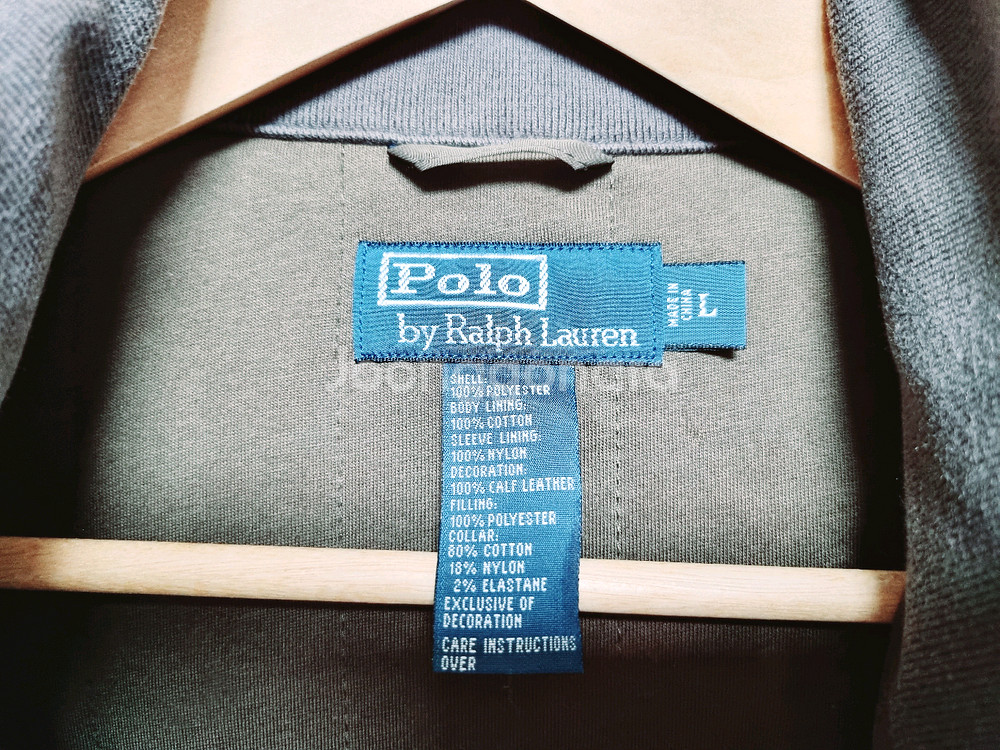 Polo
by Ralph Lauren
MADE IN
CHINA
L
SHELL:
100% POLYESTER
BODY LINING:
100% COTTON
SLEEVE LINING:
100% NYLON
DECORATION:
100% CALF LEATHER
FILLING:
100% POLYESTER
COLLAR:
80% COTTON
18% NYLON
2% ELASTANE
EXCLUSIVE OF
DECORATION
CARE INSTRUCTIONS
OVER